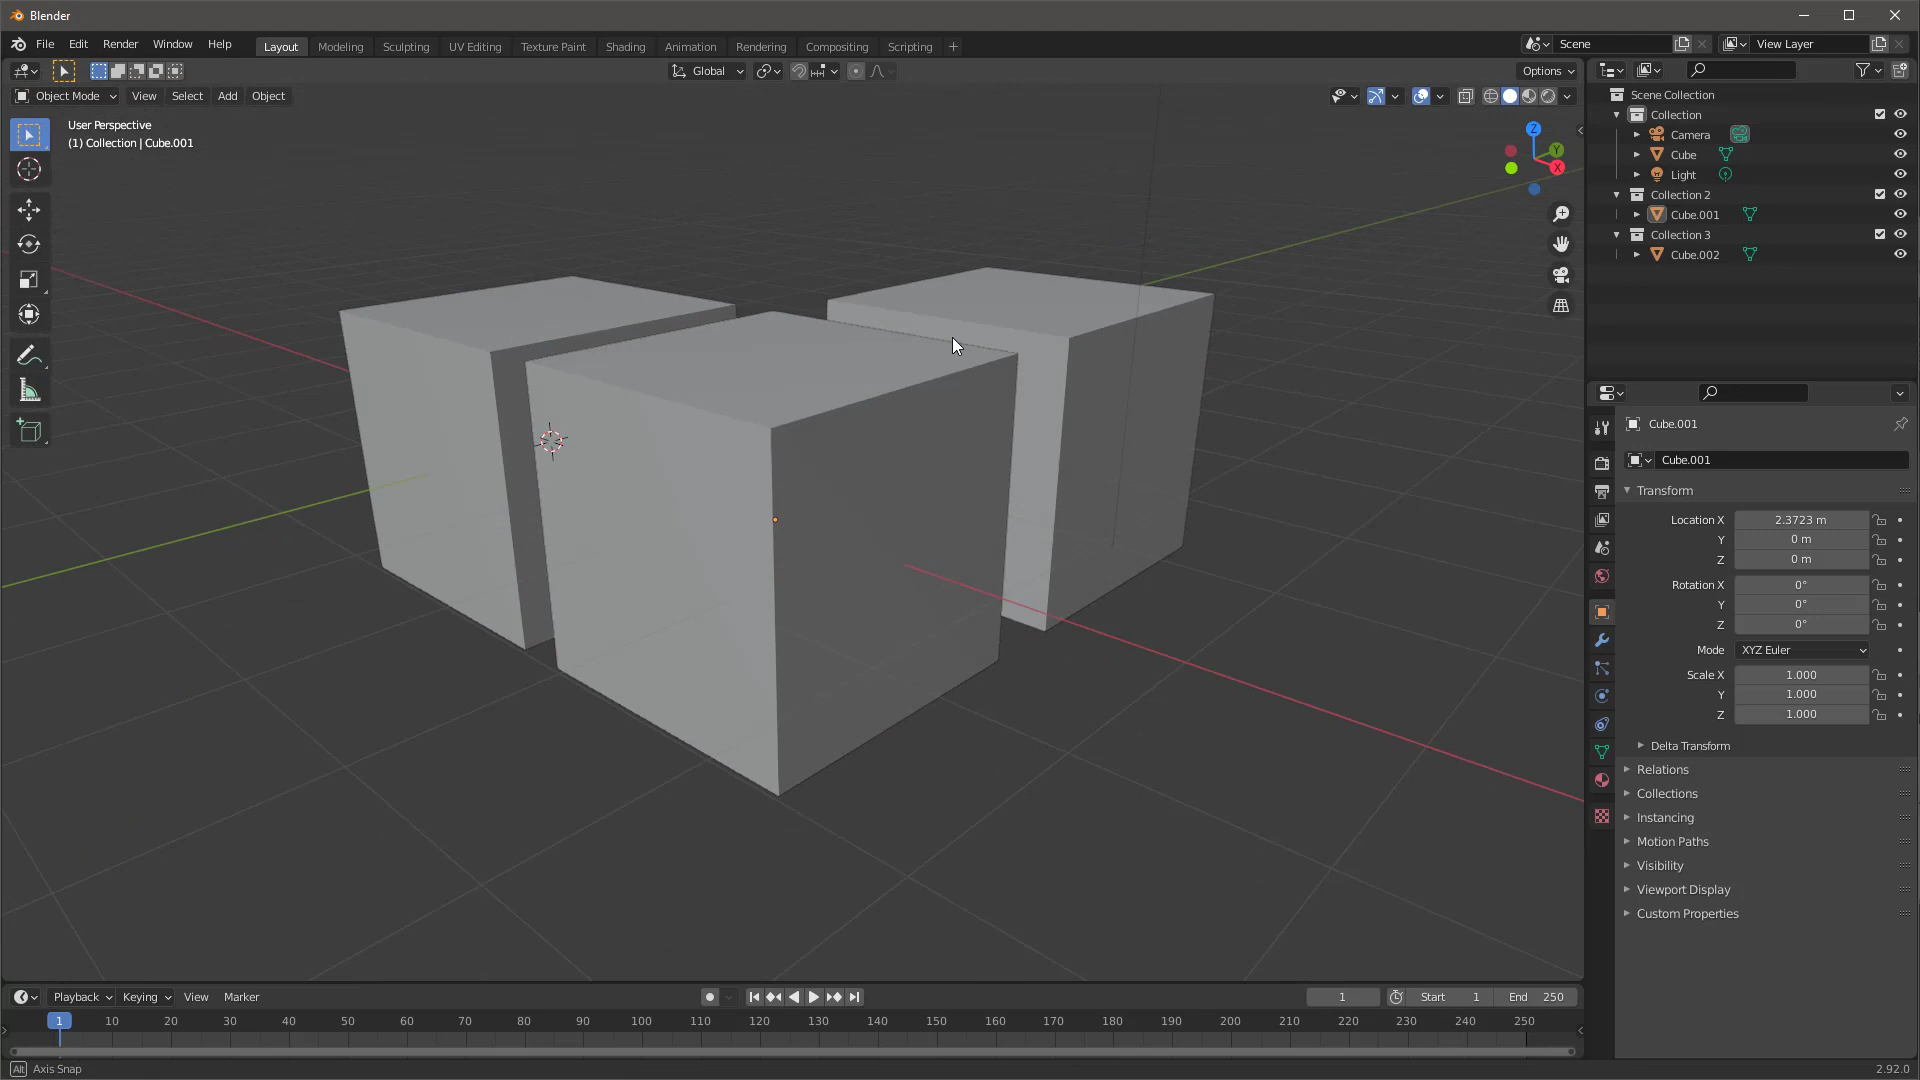 Blender
File Edit Render Window Help
Layout Modeling Sculpting UV Editing Texture Paint Shading Animation Rendering Compositing Scripting +
Scene
View Layer
Global
Options
Object Mode View Select Add Object
User Perspective
(1) Collection | Cube.001
Z
Y
X
Scene Collection
Collection
Camera
Cube
Light
Collection 2
Cube.001
Collection 3
Cube.002
Cube.001
Cube.001
Transform
Location X 2.3723 m
Y 0 m
Z 0 m
Rotation X 0°
Y 0°
Z 0°
Mode XYZ Euler
Scale X 1.000
Y 1.000
Z 1.000
Delta Transform
Relations
Collections
Instancing
Motion Paths
Visibility
Viewport Display
Custom Properties
Playback Keying View Marker
1 Start 1 End 250
1 10 20 30 40 50 60 70 80 90 100 110 120 130 140 150 160 170 180 190 200 210 220 230 240 250
Alt Axis Snap
2.92.0